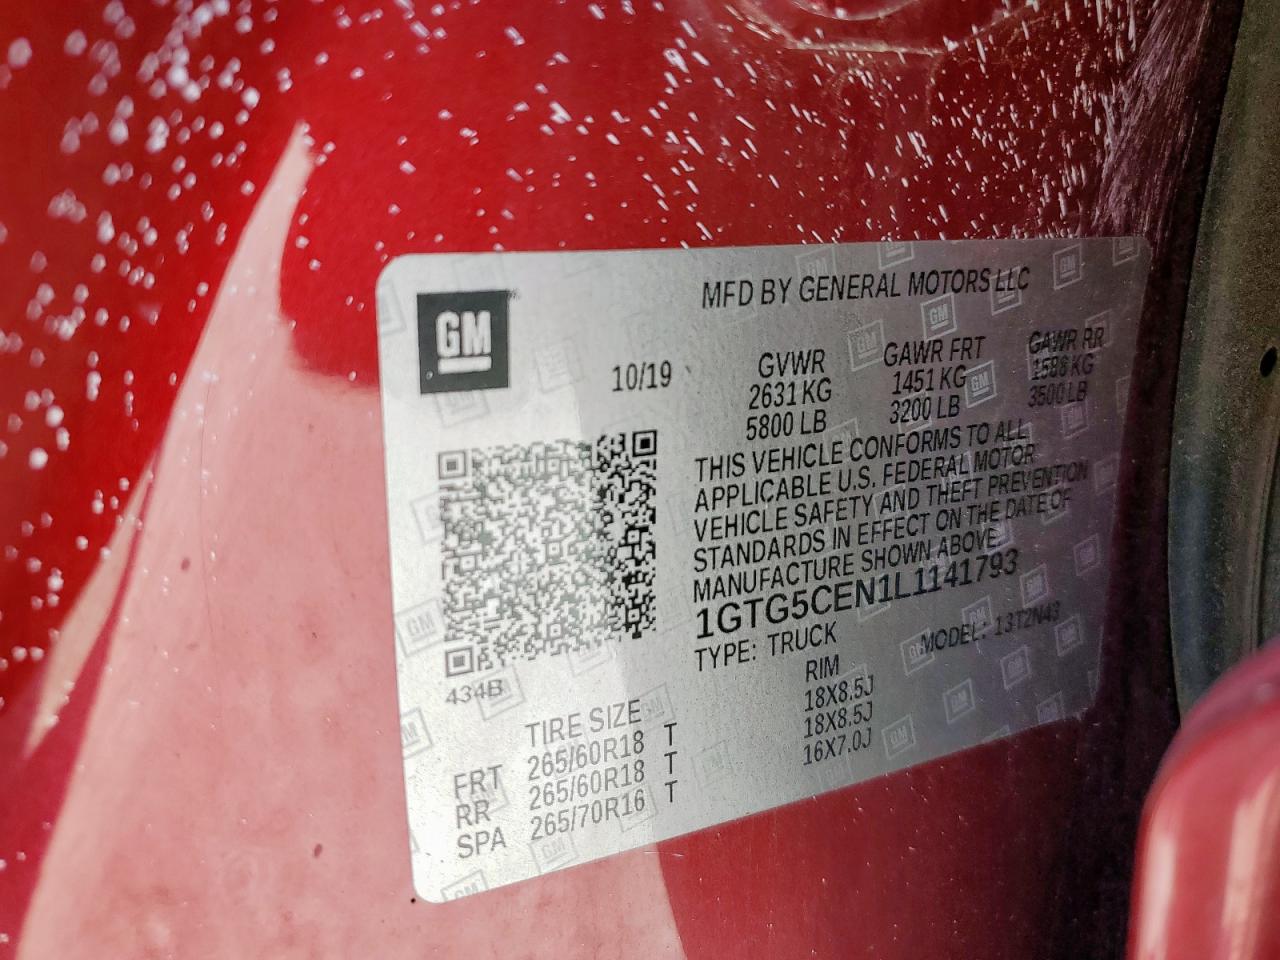 MFD BY GENERAL MOTORS LLC
GM
10/19
GVWR GAWR FRT GAWR RR
2631 KG 1451 KG 1588 KG
5800 LB 3200 LB 3500 LB
THIS VEHICLE CONFORMS TO ALL
APPLICABLE U.S. FEDERAL MOTOR
VEHICLE SAFETY AND THEFT PREVENTION
STANDARDS IN EFFECT ON THE DATE OF
MANUFACTURE SHOWN ABOVE.
1GTG5CEN1L1141793
TYPE: TRUCK MODEL: 13T2N43
434B
TIRE SIZE RIM
FRT 265/60R18 T 18X8.5J
RR 265/60R18 T 18X8.5J
SPA 265/70R16 T 16X7.0J